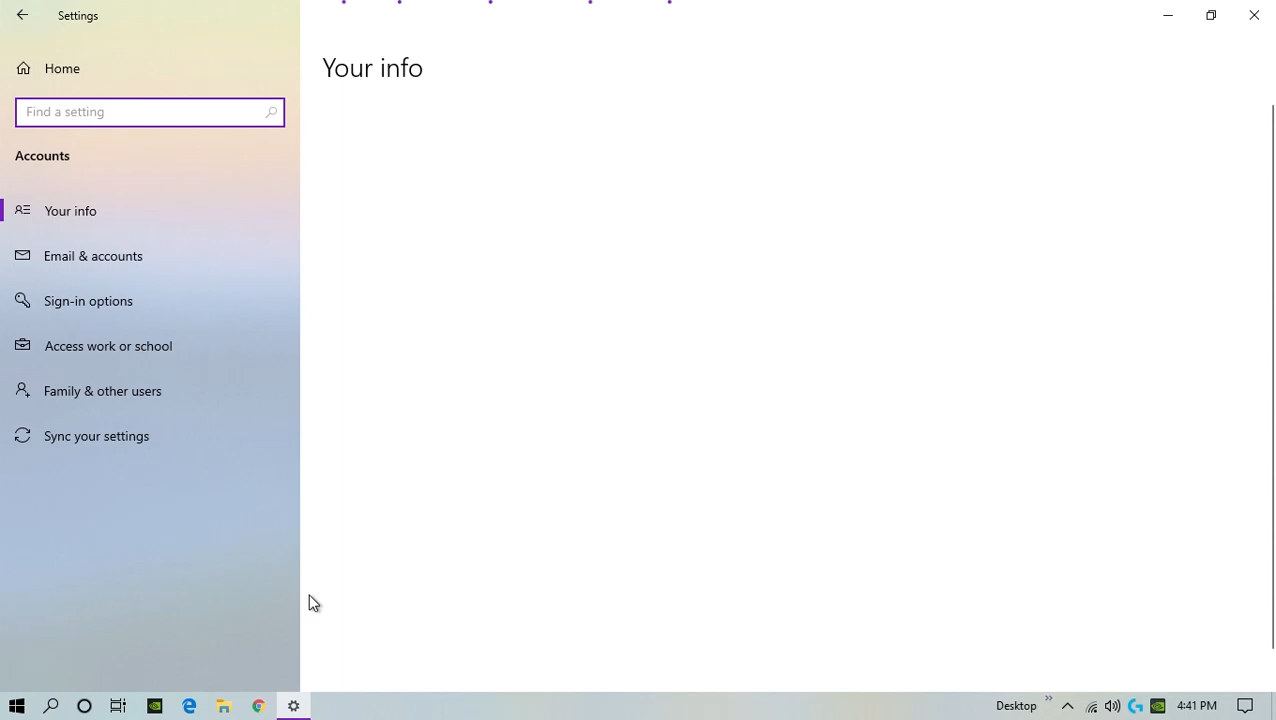 Settings
Home
Find a setting
Accounts
Your info
Email & accounts
Sign-in options
Access work or school
Family & other users
Sync your settings
Your info
Desktop
4:41 PM